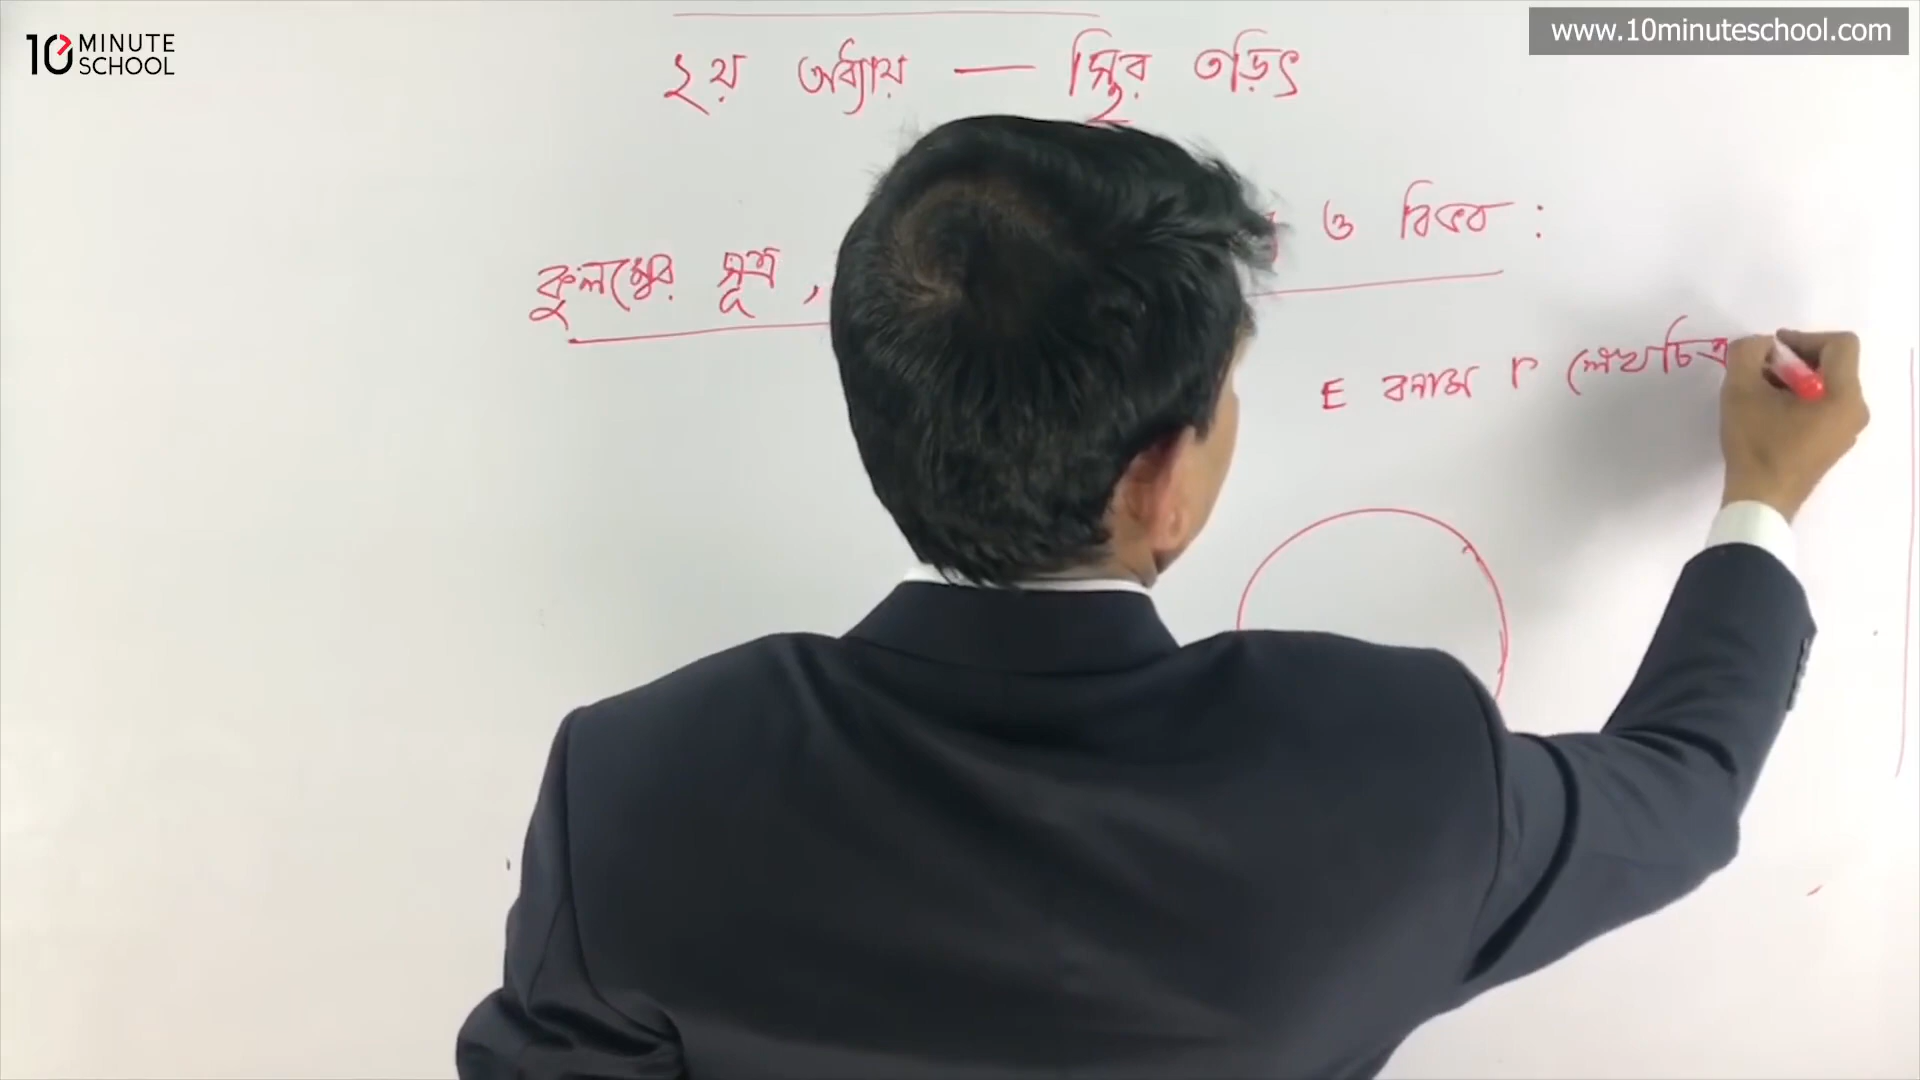 10 MINUTE SCHOOL
www.10minuteschool.com
২য় অধ্যায় — স্থির তড়িৎ
কুলম্বের সূত্র,
ও বিভব :
E বনাম r লেখচিত্র